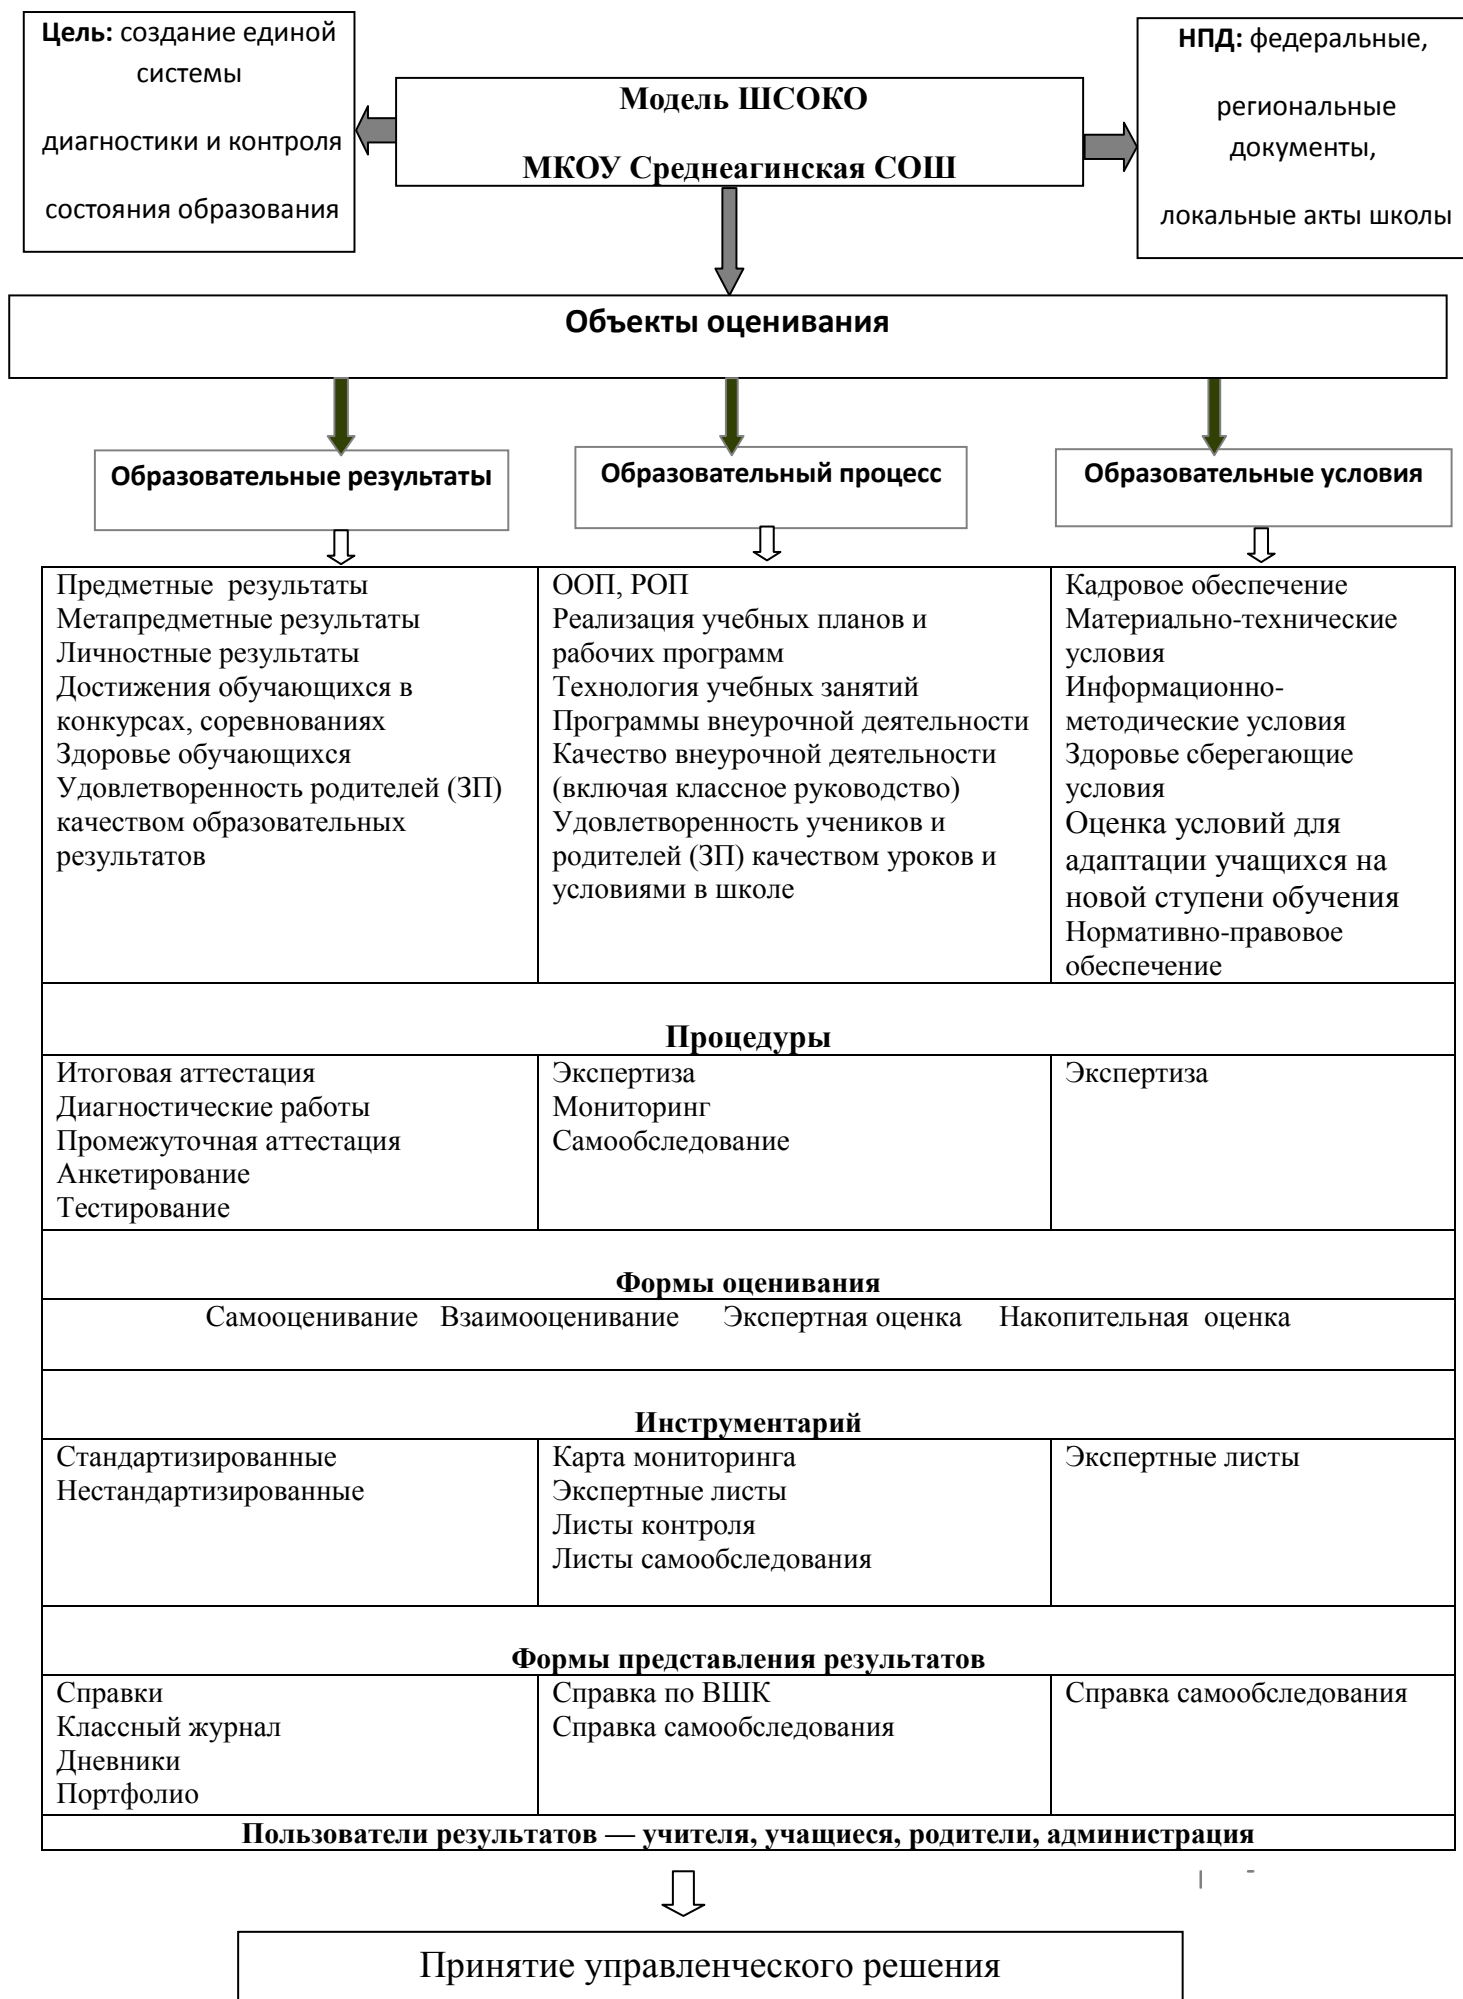 Цель: создание единой
системы
диагностики и контроля
состояния образования
Модель ШСОКО
МКОУ Среднеагинская СОШ
НПД: федеральные,
региональные
документы,
локальные акты школы
Объекты оценивания
Образовательные результаты
Образовательный процесс
Образовательные условия
Предметные результаты
Метапредметные результаты
Личностные результаты
Достижения обучающихся в
конкурсах, соревнованиях
Здоровье обучающихся
Удовлетворенность родителей (ЗП)
качеством образовательных
результатов
ООП, РОП
Реализация учебных планов и
рабочих программ
Технология учебных занятий
Программы внеурочной деятельности
Качество внеурочной деятельности
(включая классное руководство)
Удовлетворенность учеников и
родителей (ЗП) качеством уроков и
условиями в школе
Кадровое обеспечение
Материально-технические
условия
Информационно-
методические условия
Здоровье сберегающие
условия
Оценка условий для
адаптации учащихся на
новой ступени обучения
Нормативно-правовое
обеспечение
Процедуры
Итоговая аттестация
Диагностические работы
Промежуточная аттестация
Анкетирование
Тестирование
Экспертиза
Мониторинг
Самообследование
Экспертиза
Формы оценивания
Самооценивание Взаимооценивание Экспертная оценка Накопительная оценка
Инструментарий
Стандартизированные
Нестандартизированные
Карта мониторинга
Экспертные листы
Листы контроля
Листы самообследования
Экспертные листы
Формы представления результатов
Справки
Классный журнал
Дневники
Портфолио
Справка по ВШК
Справка самообследования
Справка самообследования
Пользователи результатов — учителя, учащиеся, родители, администрация
Принятие управленческого решения